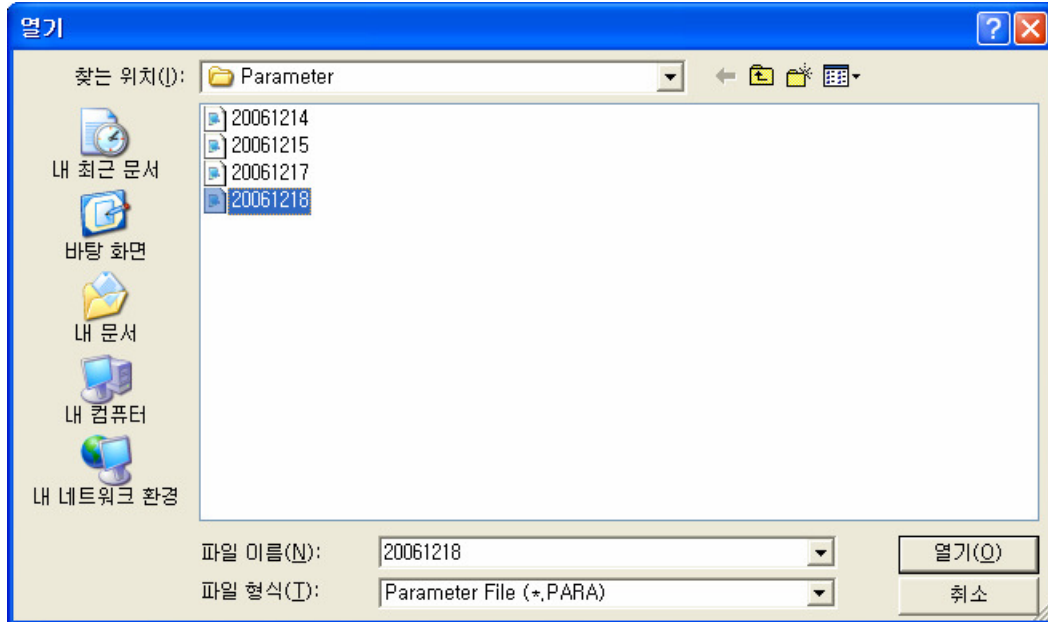 열기
찾는 위치(I): Parameter
20061214
20061215
20061217
20061218
내 최근 문서
바탕 화면
내 문서
내 컴퓨터
내 네트워크 환경
파일 이름(N): 20061218 열기(O)
파일 형식(T): Parameter File (*.PARA) 취소